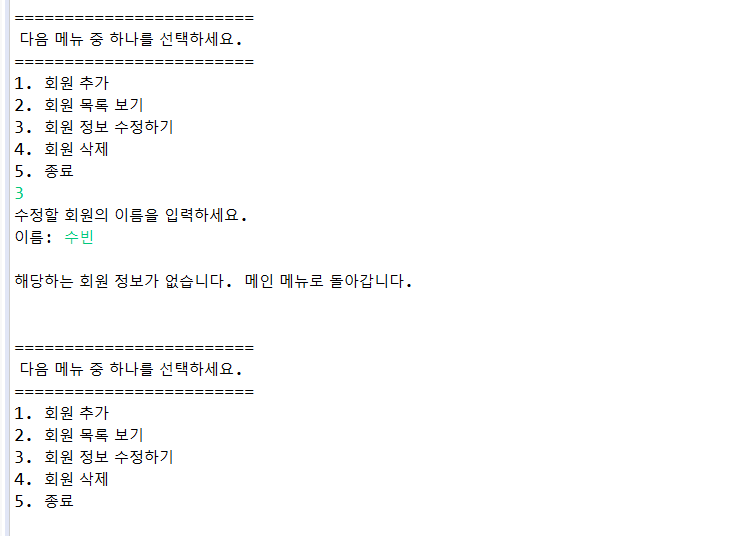 ========================
다음 메뉴 중 하나를 선택하세요.
========================
1. 회원 추가
2. 회원 목록 보기
3. 회원 정보 수정하기
4. 회원 삭제
5. 종료
3
수정할 회원의 이름을 입력하세요.
이름: 수빈
해당하는 회원 정보가 없습니다. 메인 메뉴로 돌아갑니다.
========================
다음 메뉴 중 하나를 선택하세요.
========================
1. 회원 추가
2. 회원 목록 보기
3. 회원 정보 수정하기
4. 회원 삭제
5. 종료